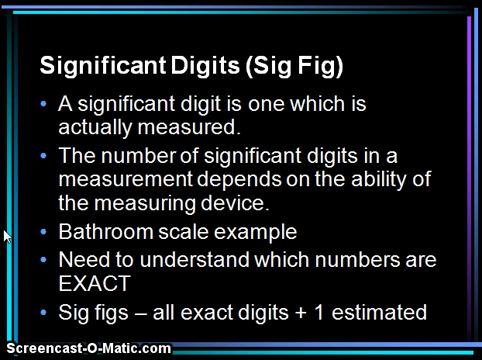 Significant Digits (Sig Fig)
• A significant digit is one which is
actually measured.
• The number of significant digits in a
measurement depends on the ability of
the measuring device.
• Bathroom scale example
• Need to understand which numbers are
EXACT
• Sig figs – all exact digits + 1 estimated
Screencast-O-Matic.com